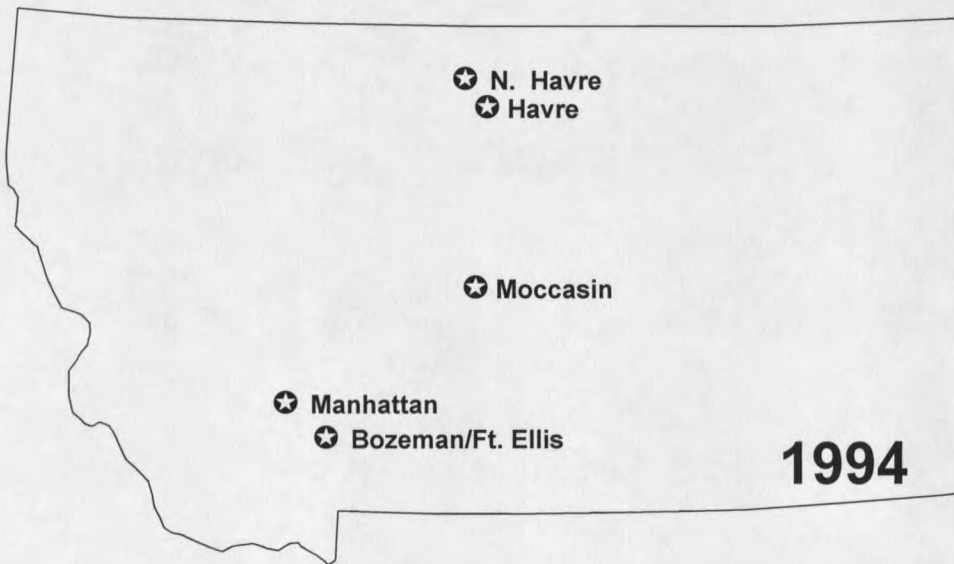 N. Havre
Havre
Moccasin
Manhattan
Bozeman/Ft. Ellis
1994